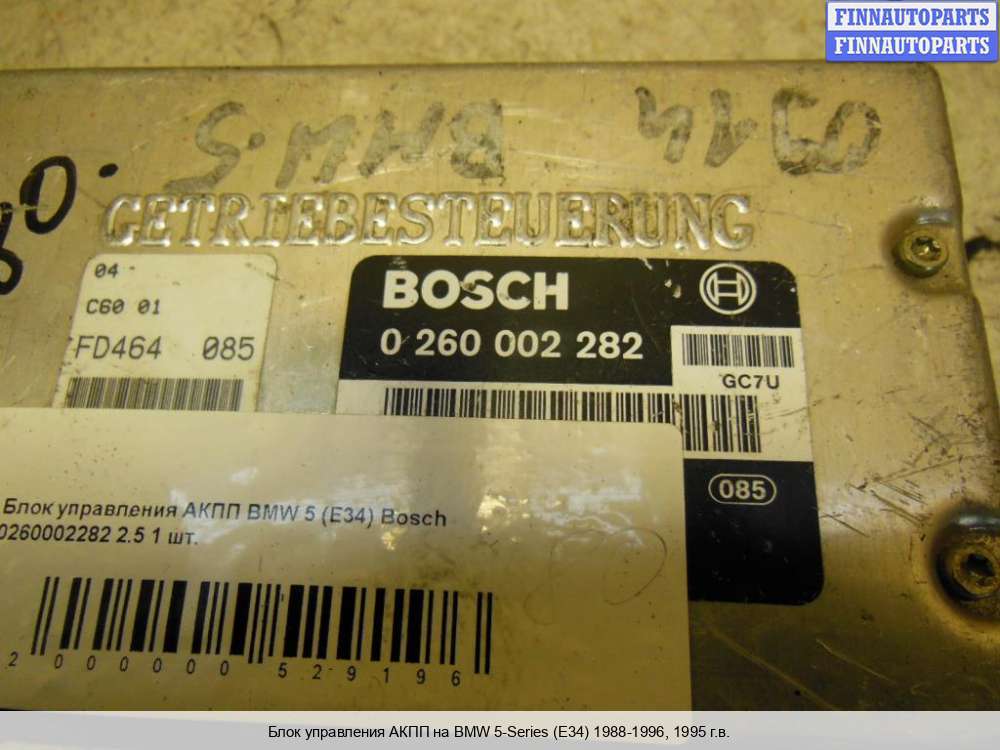 FINNAUTOPARTS
FINNAUTOPARTS
BMW.5
GETRIEBESTEUERUNG
04
C60 01
FD464 085
BOSCH
0 260 002 282
GC7U
085
Блок управления АКПП BMW 5 (E34) Bosch
0260002282 2.5 1 шт.
2 000000 529196
Блок управления АКПП на BMW 5-Series (E34) 1988-1996, 1995 г.в.